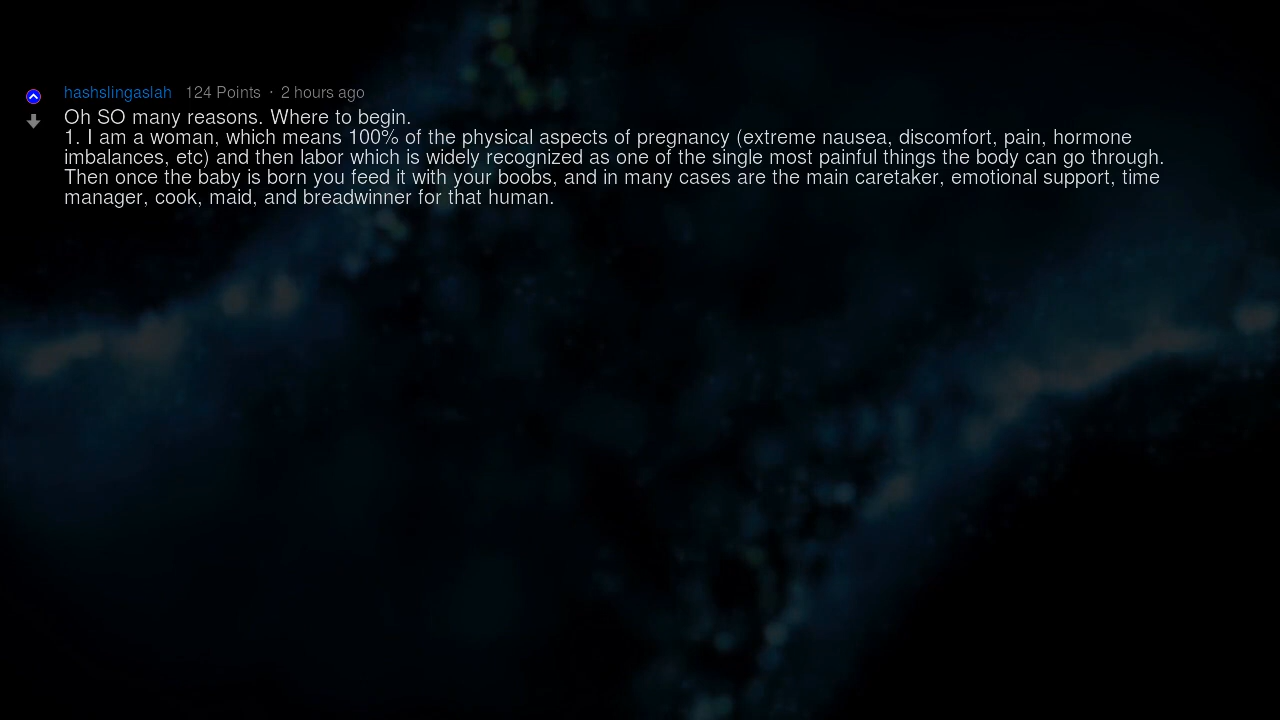 hashslingaslah 124 Points · 2 hours ago
Oh SO many reasons. Where to begin.
1. I am a woman, which means 100% of the physical aspects of pregnancy (extreme nausea, discomfort, pain, hormone
imbalances, etc) and then labor which is widely recognized as one of the single most painful things the body can go through.
Then once the baby is born you feed it with your boobs, and in many cases are the main caretaker, emotional support, time
manager, cook, maid, and breadwinner for that human.